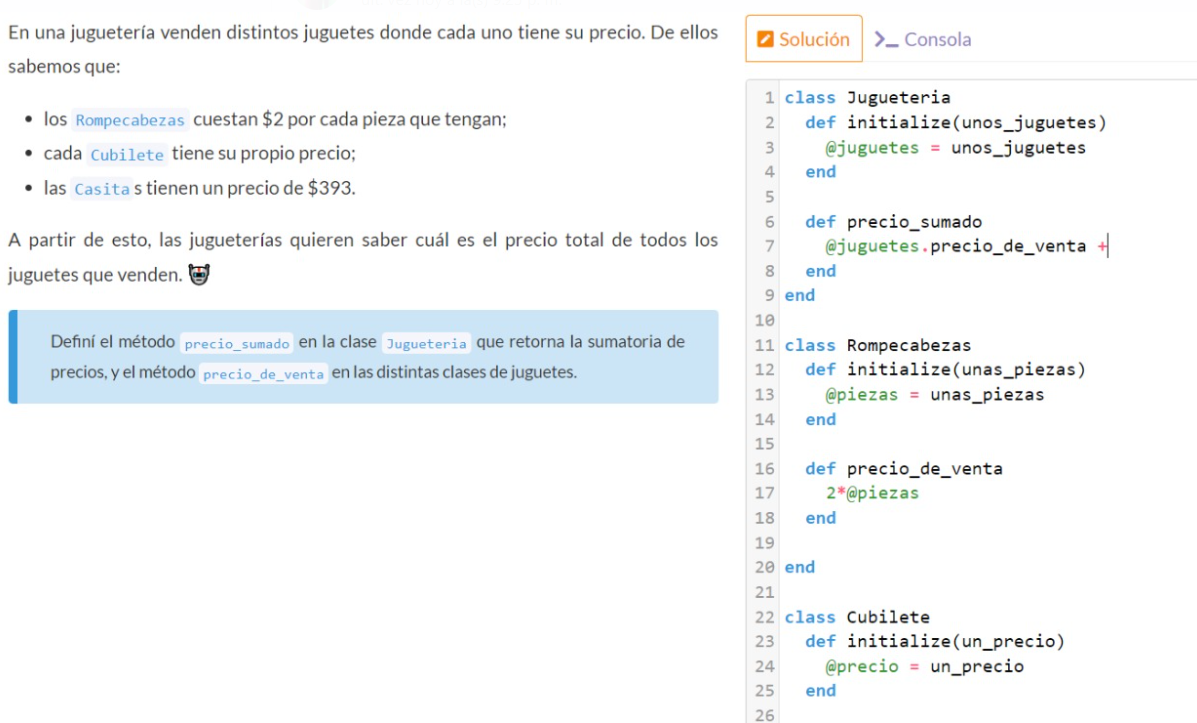 En una juguetería venden distintos juguetes donde cada uno tiene su precio. De ellos
sabemos que:
• los Rompecabezas cuestan $2 por cada pieza que tengan;
• cada Cubilete tiene su propio precio;
• las Casita s tienen un precio de $393.
A partir de esto, las jugueterías quieren saber cuál es el precio total de todos los
juguetes que venden.
Definí el método precio_sumado en la clase Jugueteria que retorna la sumatoria de
precios, y el método precio_de_venta en las distintas clases de juguetes.
Solución >_ Consola
1 class Jugueteria
2   def initialize(unos_juguetes)
3     @juguetes = unos_juguetes
4   end
5
6   def precio_sumado
7     @juguetes.precio_de_venta +
8   end
9 end
10
11 class Rompecabezas
12   def initialize(unas_piezas)
13     @piezas = unas_piezas
14   end
15
16   def precio_de_venta
17     2*@piezas
18   end
19
20 end
21
22 class Cubilete
23   def initialize(un_precio)
24     @precio = un_precio
25   end
26